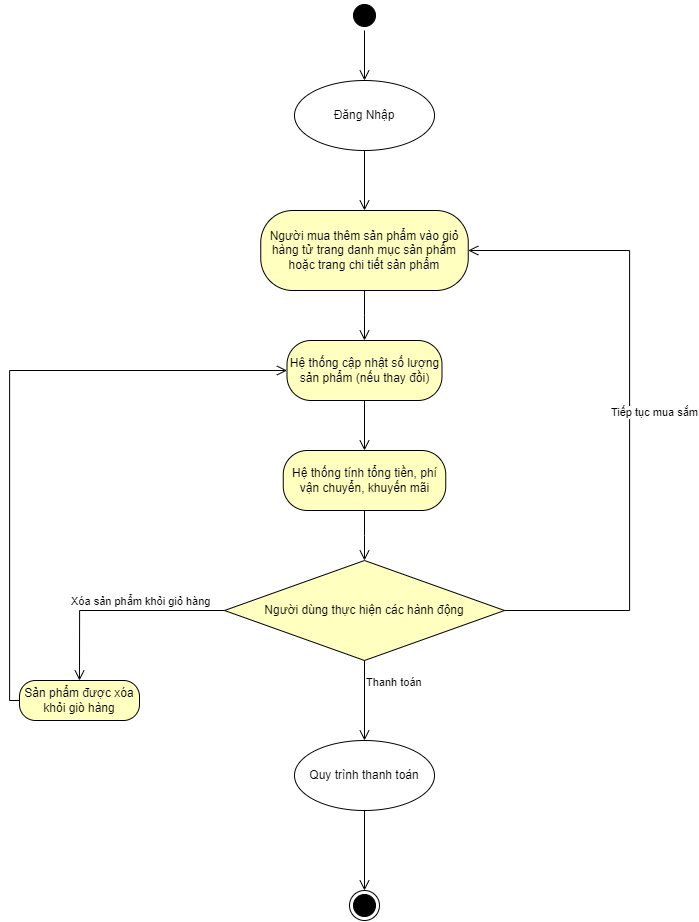 Đăng Nhập
Người mua thêm sản phẩm vào giỏ
hàng tử trang danh mục sản phẩm
hoặc trang chi tiết sản phẩm
Hệ thống cập nhật số lượng
sản phẩm (nếu thay đổi)
Tiếp tục mua sắm
Hệ thống tính tổng tiền, phí
vận chuyển, khuyến mãi
Xóa sản phẩm khỏi giỏ hàng
Người dùng thực hiện các hành động
Thanh toán
Sản phẩm được xóa
khỏi giò hàng
Quy trình thanh toán